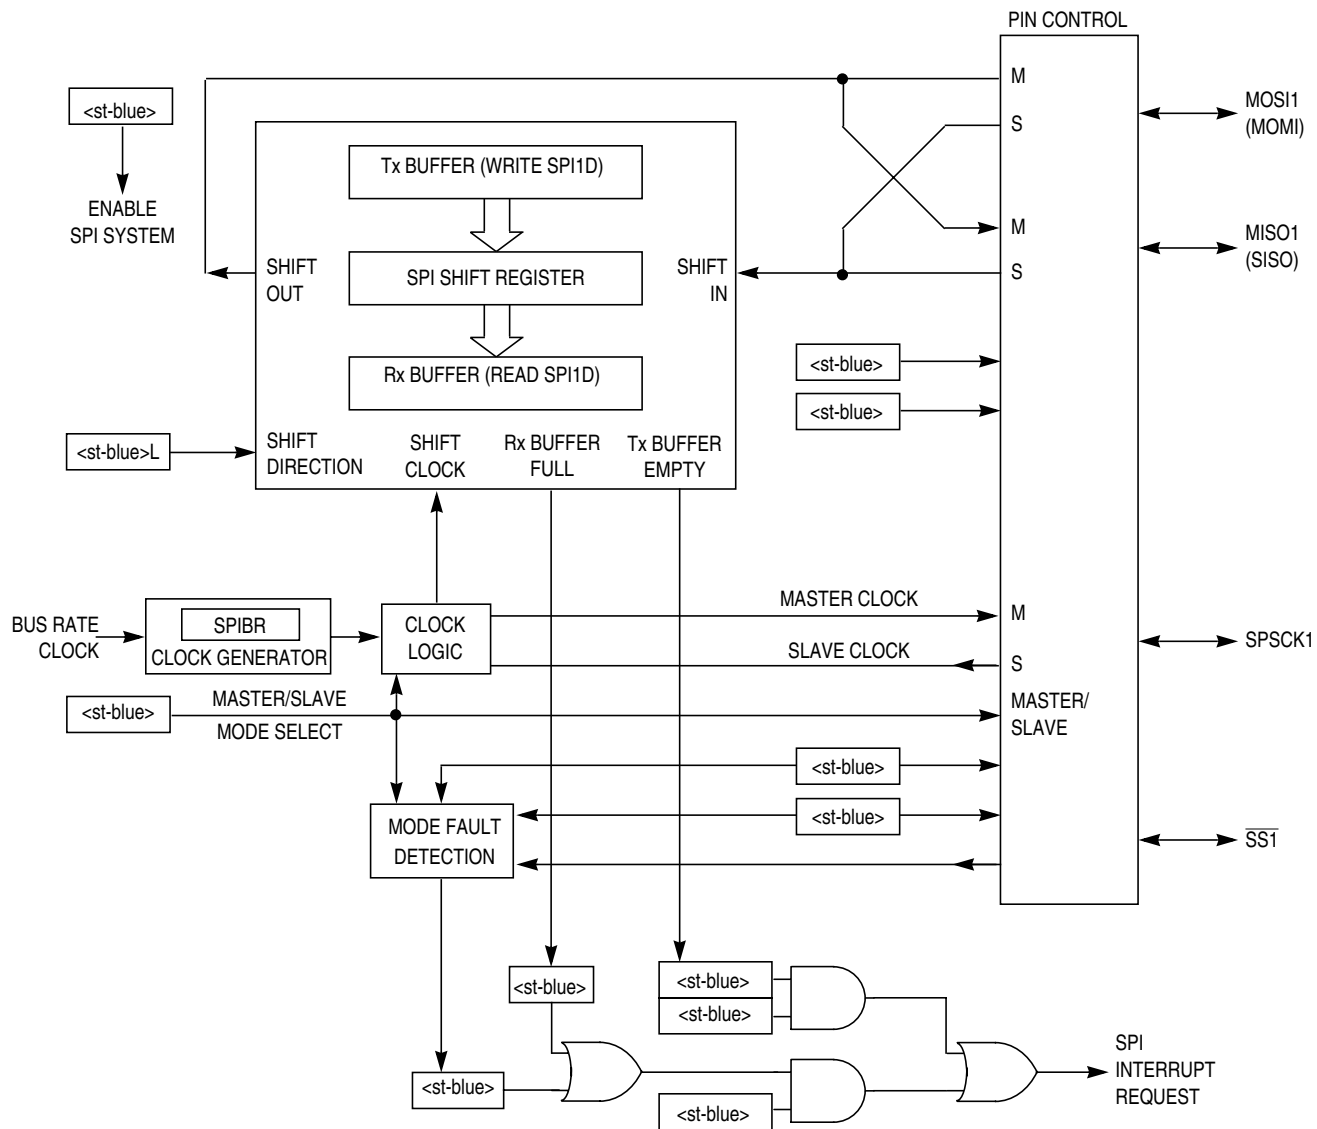 PIN CONTROL
M
<st-blue>
S
MOSI1
(MOMI)
Tx BUFFER (WRITE SPI1D)
ENABLE
SPI SYSTEM
M
MISO1
(SISO)
SHIFT
OUT
SPI SHIFT REGISTER
SHIFT
IN
S
<st-blue>
Rx BUFFER (READ SPI1D)
<st-blue>
<st-blue>L
SHIFT
DIRECTION
SHIFT
CLOCK
Rx BUFFER
FULL
Tx BUFFER
EMPTY
MASTER CLOCK
M
BUS RATE
CLOCK
SPIBR
CLOCK GENERATOR
CLOCK
LOGIC
SLAVE CLOCK
S
SPSCK1
<st-blue>
MASTER/SLAVE
MODE SELECT
MASTER/
SLAVE
<st-blue>
<st-blue>
MODE FAULT
DETECTION
SS1
<st-blue>
<st-blue>
<st-blue>
<st-blue>
<st-blue>
SPI
INTERRUPT
REQUEST